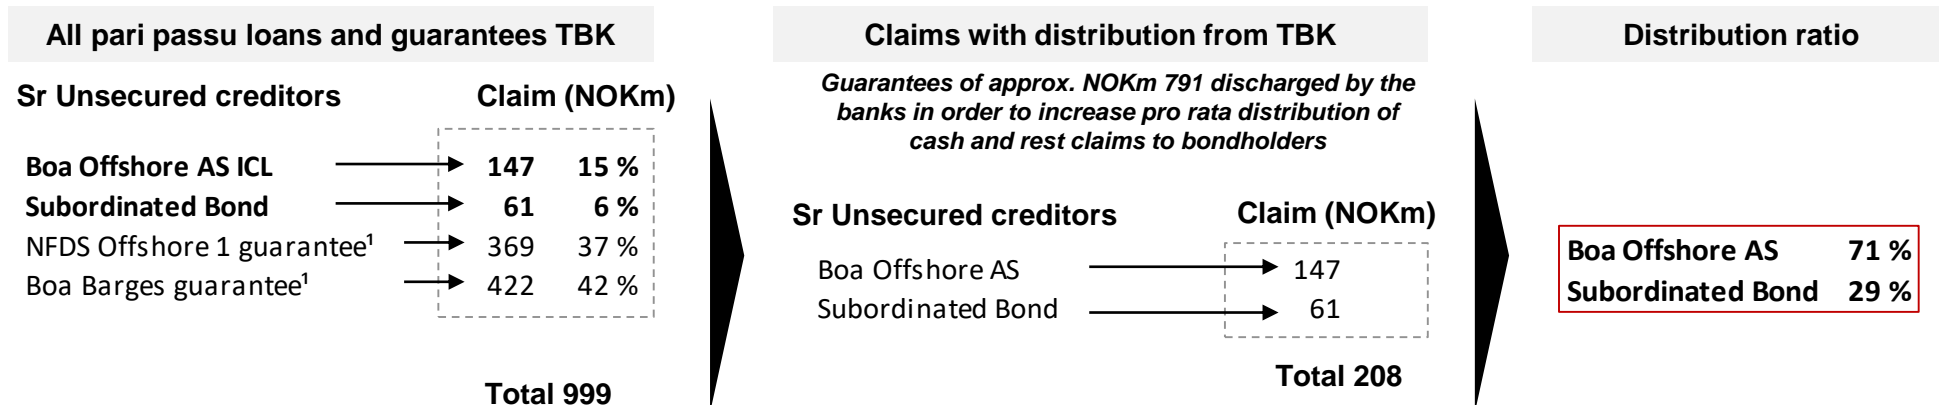 All pari passu loans and guarantees TBK
Sr Unsecured creditors Claim (NOKm)
Boa Offshore AS ICL 147 15 %
Subordinated Bond 61 6 %
NFDS Offshore 1 guarantee¹ 369 37 %
Boa Barges guarantee¹ 422 42 %
Total 999
Claims with distribution from TBK
Guarantees of approx. NOKm 791 discharged by the
banks in order to increase pro rata distribution of
cash and rest claims to bondholders
Sr Unsecured creditors Claim (NOKm)
Boa Offshore AS 147
Subordinated Bond 61
Total 208
Distribution ratio
Boa Offshore AS 71 %
Subordinated Bond 29 %